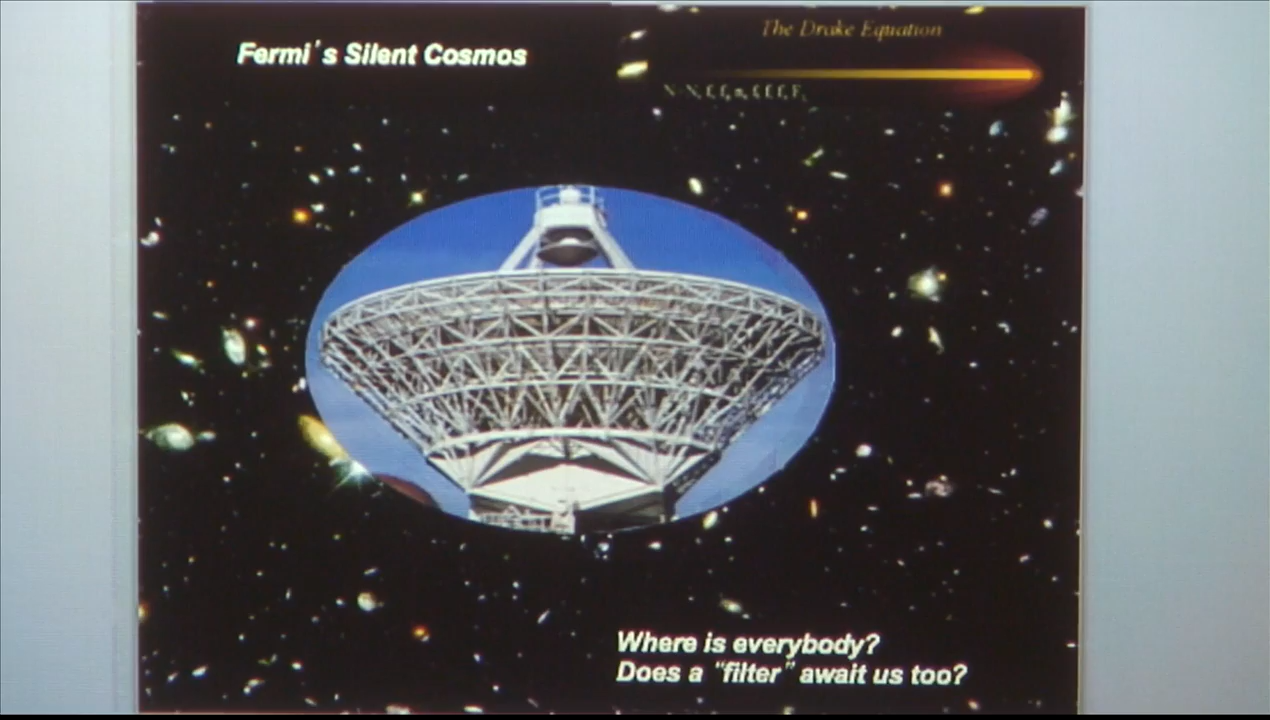 Fermi´s Silent Cosmos
The Drake Equation
Where is everybody?
Does a "filter" await us too?